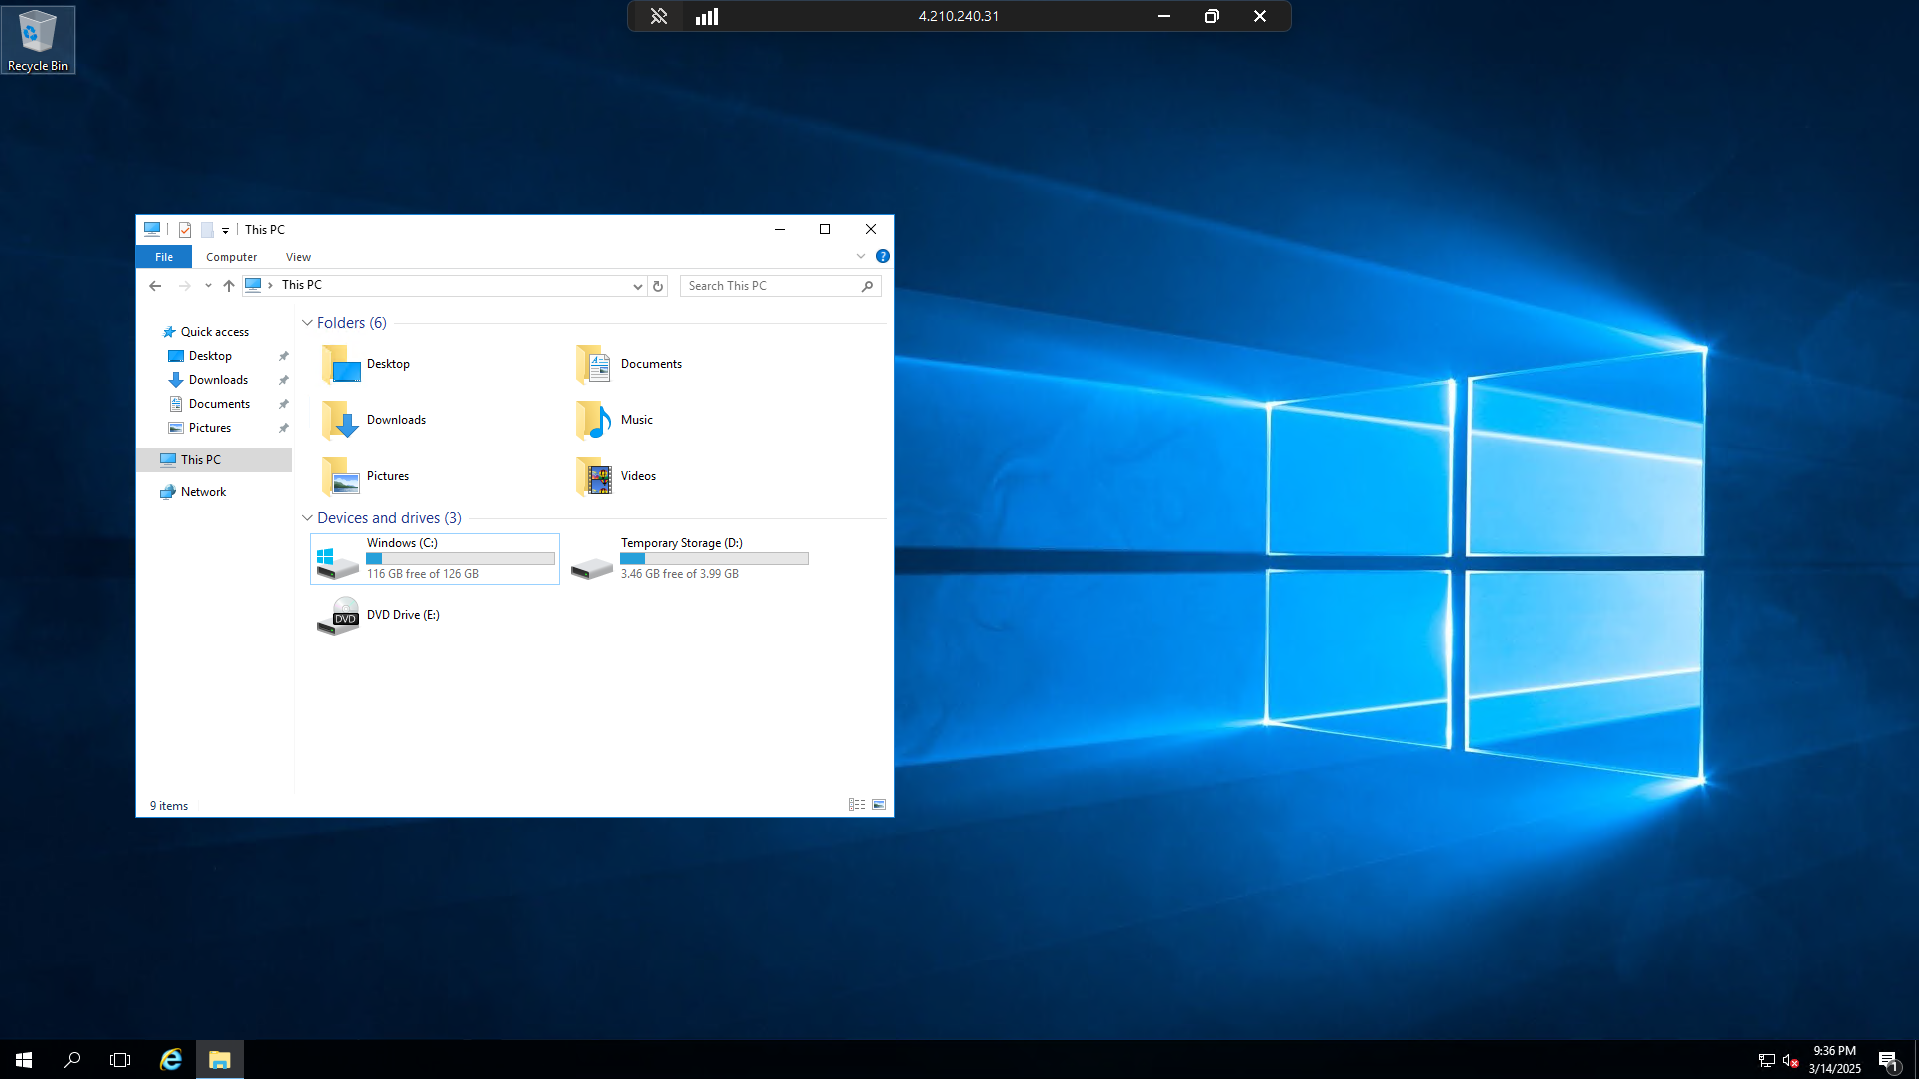 Recycle Bin
4.210.240.31
This PC
File
Computer
View
?
This PC
Search This PC
Quick access
Desktop
Downloads
Documents
Pictures
This PC
Network
Folders (6)
Desktop
Documents
Downloads
Music
Pictures
Videos
Devices and drives (3)
Windows (C:)
116 GB free of 126 GB
Temporary Storage (D:)
3.46 GB free of 3.99 GB
DVD
DVD Drive (E:)
9 items
9:36 PM
3/14/2025
1